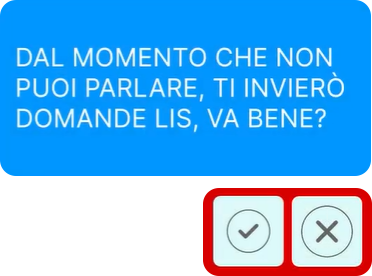 DAL MOMENTO CHE NON
PUOI PARLARE, TI INVIERÒ
DOMANDE LIS, VA BENE?